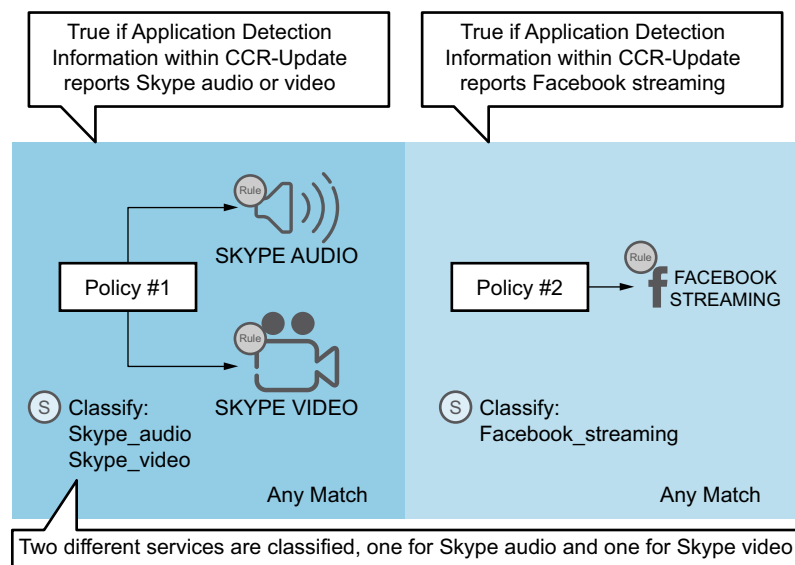 True if Application Detection
Information within CCR-Update
reports Skype audio or video
True if Application Detection
Information within CCR-Update
reports Facebook streaming
Rule
SKYPE AUDIO
Policy #1
Rule
SKYPE VIDEO
S Classify:
Skype_audio
Skype_video
Any Match
Rule
Policy #2
f FACEBOOK
STREAMING
S Classify:
Facebook_streaming
Any Match
Two different services are classified, one for Skype audio and one for Skype video